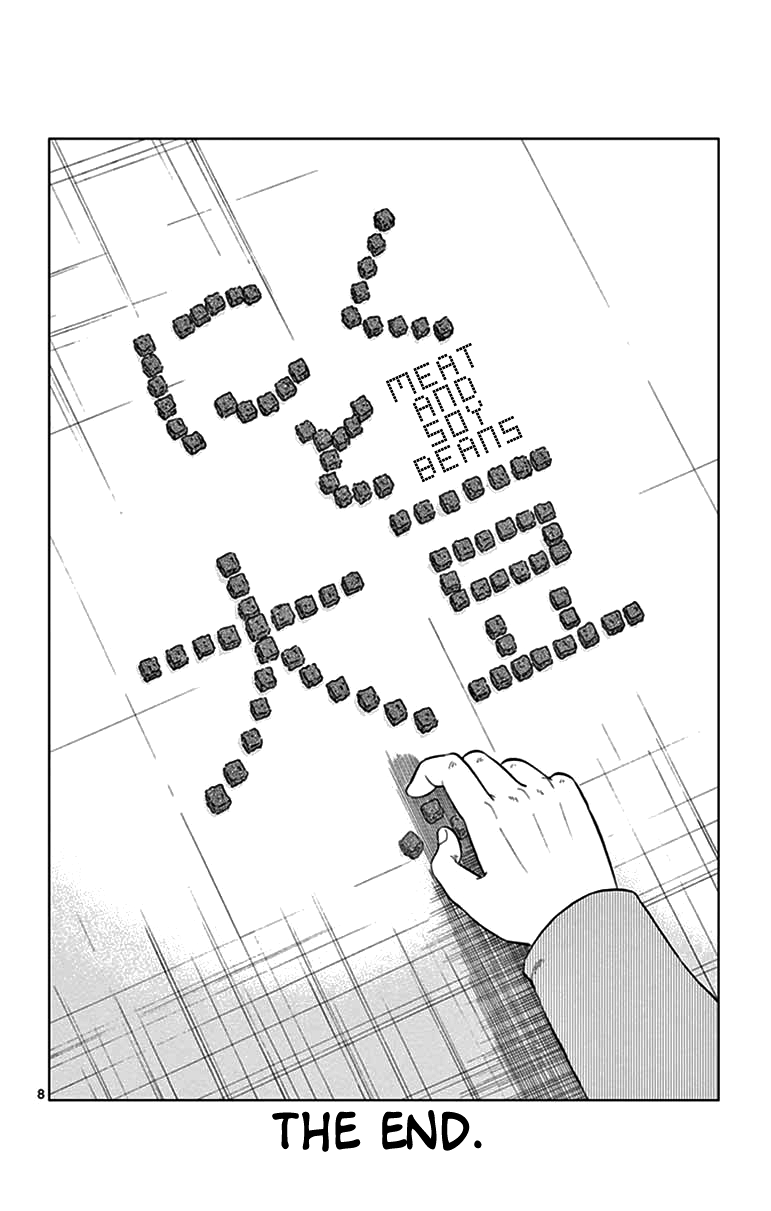 にく
と
大豆
MEAT
AND
SOY
BEANS
8
THE END.